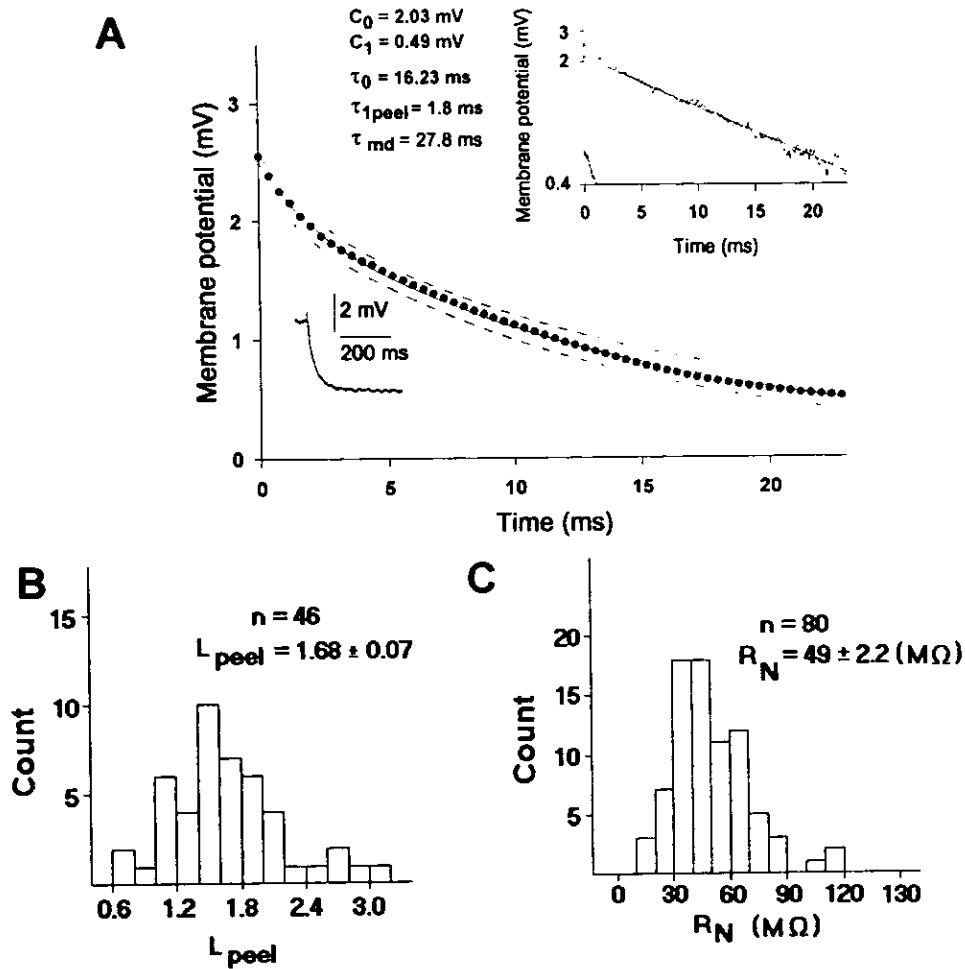 A
C0 = 2.03 mV
C1 = 0.49 mV
τ0 = 16.23 ms
τ1peel = 1.8 ms
τmd = 27.8 ms
Membrane potential (mV)
3
2
1
0
0
5
10
15
20
Time (ms)
2 mV
200 ms
Membrane potential (mV)
3
2
0.4
0
5
10
15
20
Time (ms)
B
n = 46
Lpeel = 1.68 ± 0.07
Count
15
10
5
0.6
1.2
1.8
2.4
3.0
Lpeel
C
n = 80
RN = 49 ± 2.2 (MΩ)
Count
20
15
10
5
0
30
60
90
120
130
RN (MΩ)